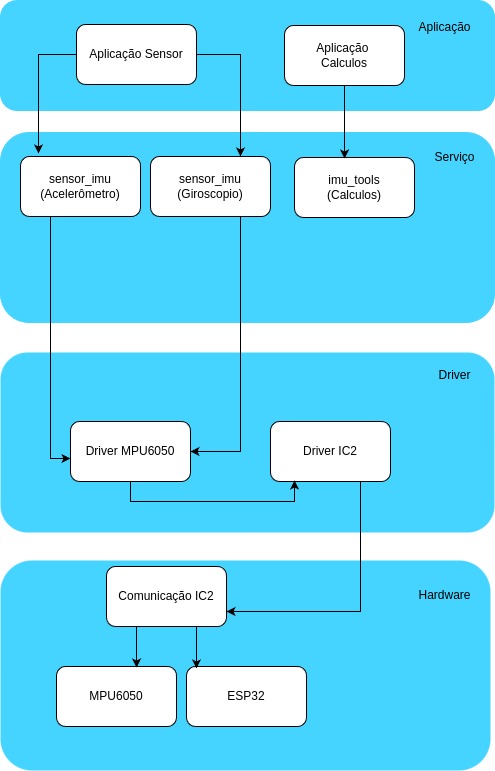 Aplicação
Aplicação Sensor
Aplicação
Calculos
Serviço
sensor_imu
(Acelerômetro)
sensor_imu
(Giroscopio)
imu_tools
(Calculos)
Driver
Driver MPU6050
Driver IC2
Hardware
Comunicação IC2
MPU6050
ESP32